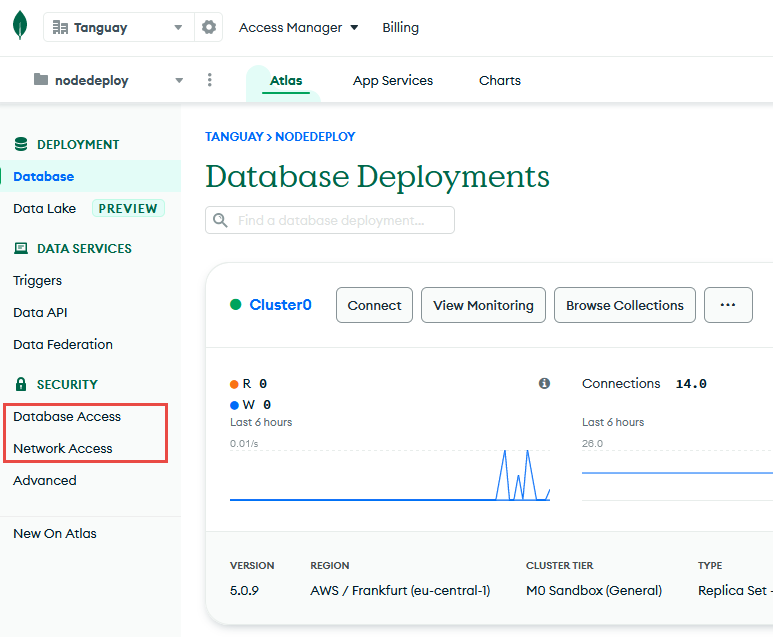 Tanguay
Access Manager
Billing
nodedeploy
Atlas
App Services
Charts
DEPLOYMENT
Database
Data Lake PREVIEW
DATA SERVICES
Triggers
Data API
Data Federation
SECURITY
Database Access
Network Access
Advanced
New On Atlas
TANGUAY > NODEDEPLOY
Database Deployments
Find a database deployment...
Cluster0
Connect
View Monitoring
Browse Collections
...
R 0
W 0
Last 6 hours
0.01/s
Connections 14.0
Last 6 hours
26.0
VERSION
5.0.9
REGION
AWS / Frankfurt (eu-central-1)
CLUSTER TIER
M0 Sandbox (General)
TYPE
Replica Set -